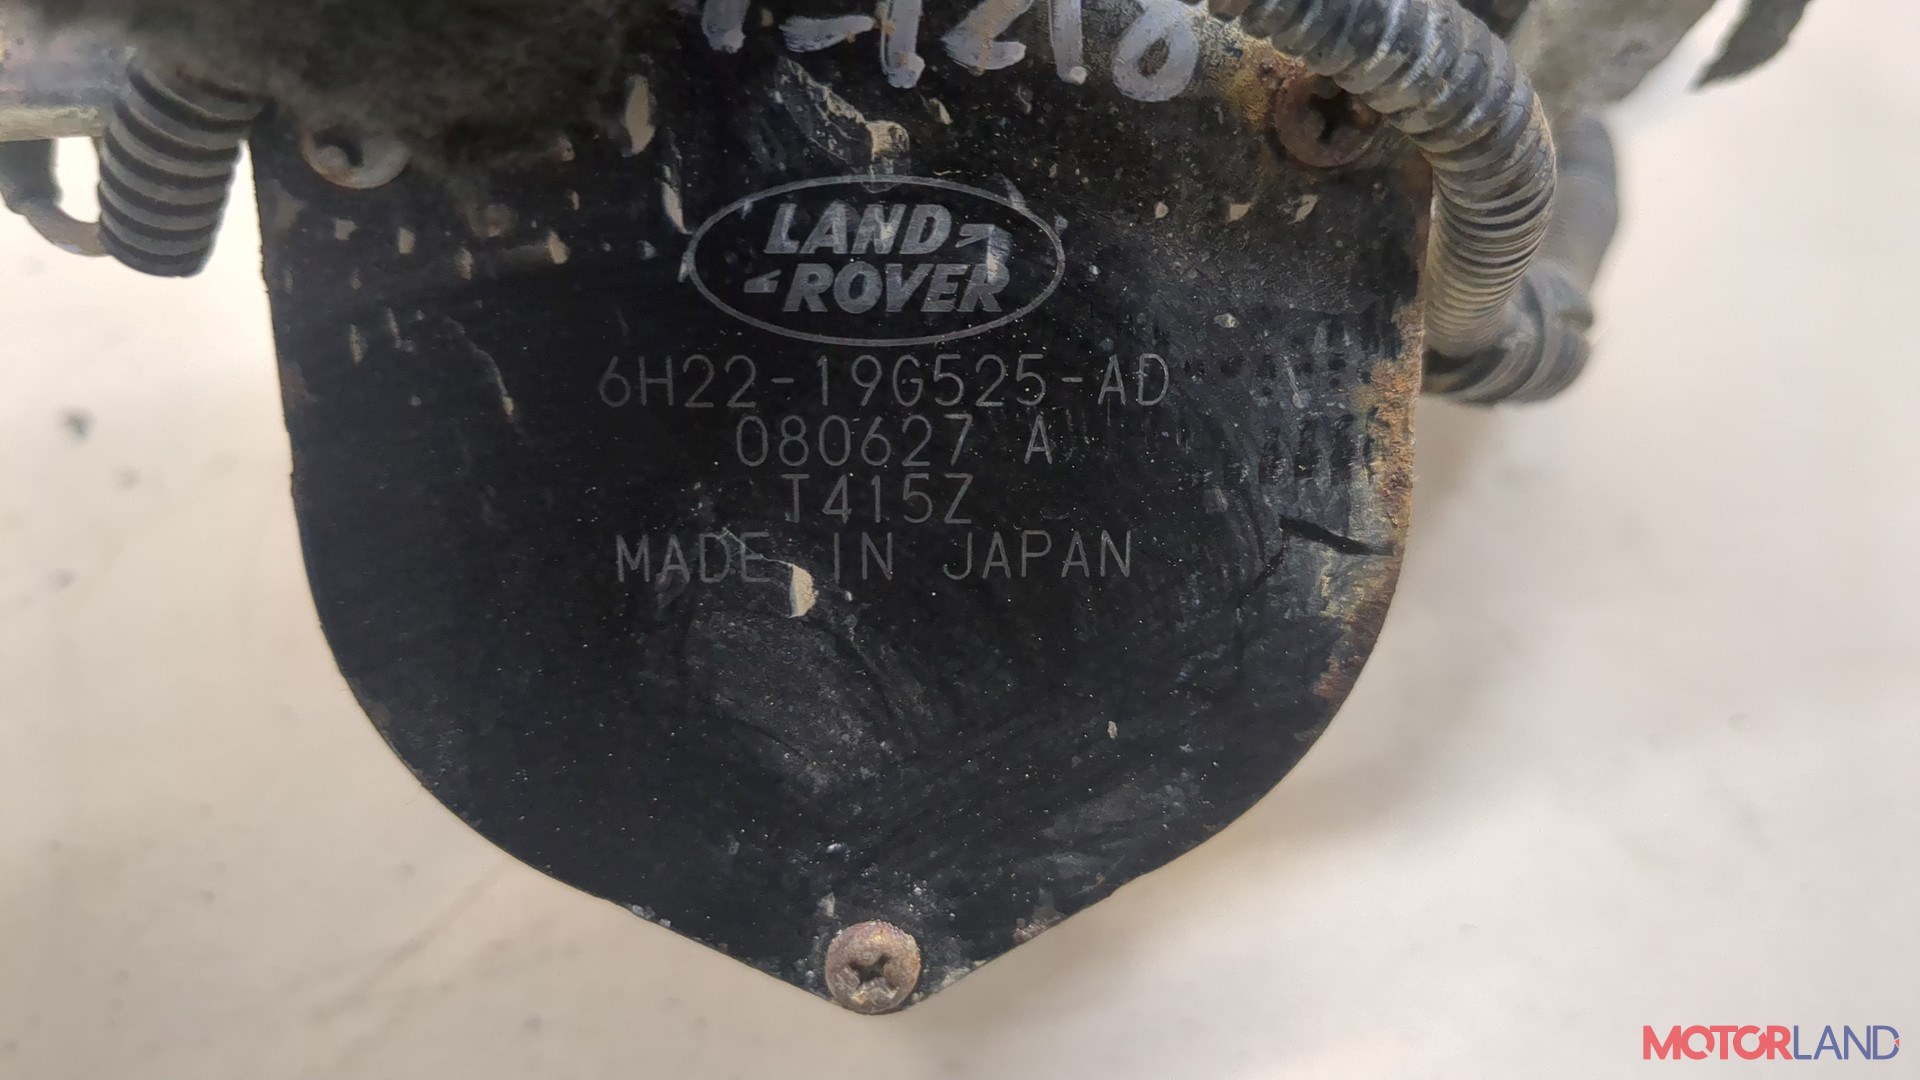 LAND
ROVER
6H22-19G525-AD
080627 A
T415Z
MADE IN JAPAN
MOTORLAND